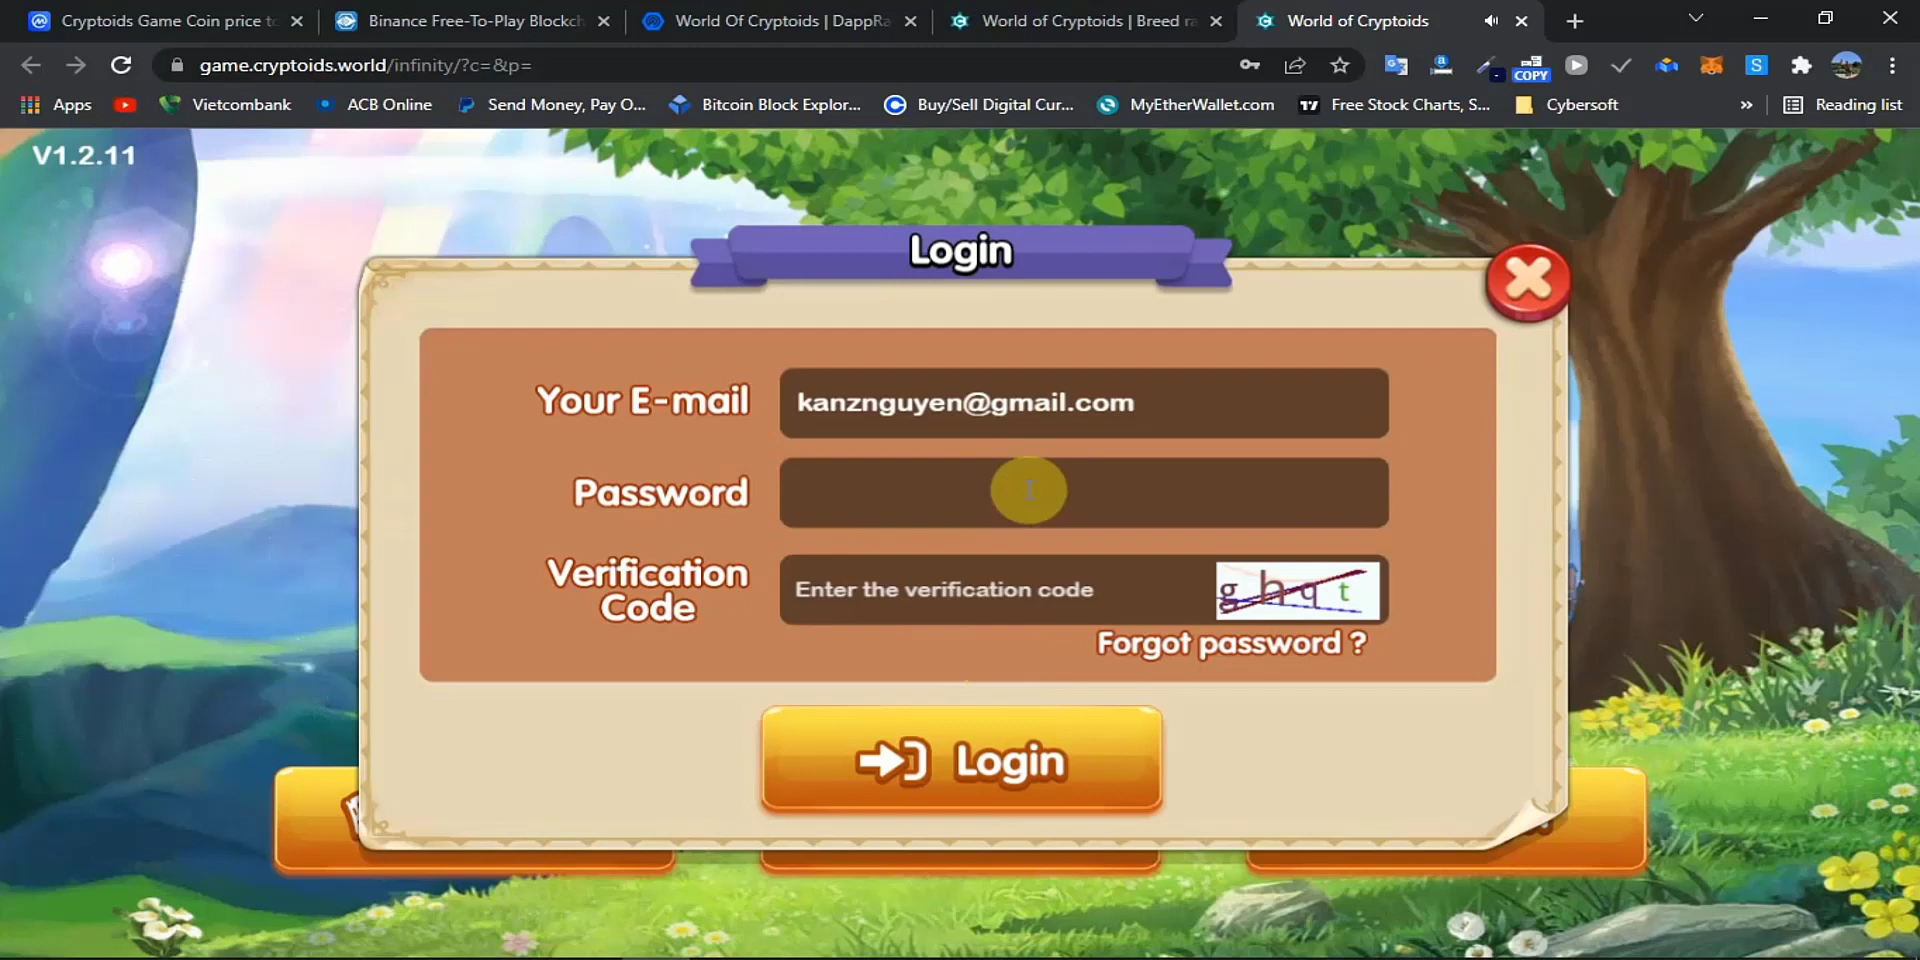 Cryptoids Game Coin price to
Binance Free-To-Play Blockch
World Of Cryptoids | DappRa
World of Cryptoids | Breed ra
World of Cryptoids
game.cryptoids.world/infinity/?c=&p=
COPY
Apps
Vietcombank
ACB Online
Send Money, Pay O...
Bitcoin Block Explor...
Buy/Sell Digital Cur...
MyEtherWallet.com
Free Stock Charts, S...
Cybersoft
»
Reading list
V1.2.11
Login
Your E-mail
kanznguyen@gmail.com
Password
Verification
Code
Enter the verification code
g h q t
Forgot password ?
Login